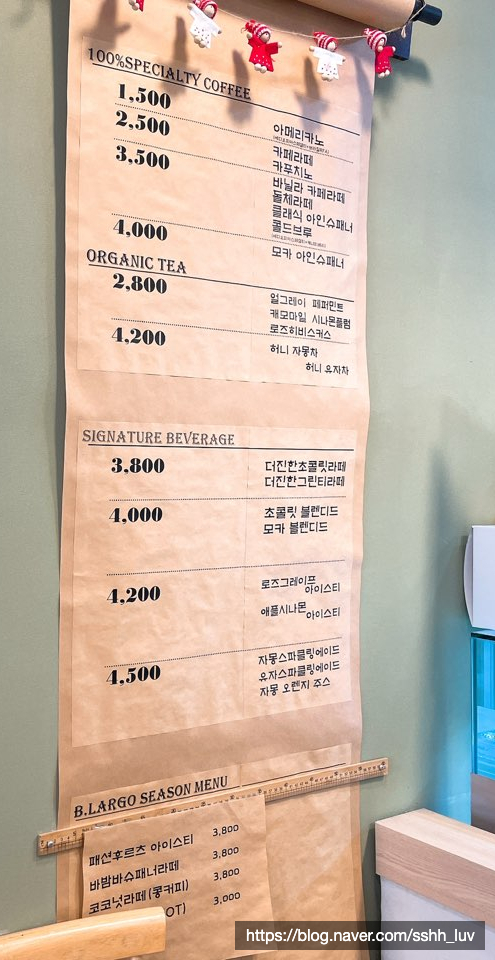 100%SPECIALTY COFFEE
1,500
아메리카노
2,500
카페라떼
카푸치노
3,500
바닐라 카페라떼
돌체라떼
클래식 아인슈패너
콜드브루
4,000
모카 아인슈패너
ORGANIC TEA
2,800
얼그레이 페퍼민트
캐모마일 시나몬플럼
로즈히비스커스
4,200
허니 자몽차
허니 유자차
SIGNATURE BEVERAGE
3,800
더진한초콜릿라떼
더진한그린티라떼
4,000
초콜릿 블렌디드
모카 블렌디드
4,200
로즈그레이프
아이스티
애플시나몬
아이스티
4,500
자몽스파클링에이드
유자스파클링에이드
자몽 오렌지 주스
B.LARGO SEASON MENU
패션후르츠 아이스티 3,800
바밤바슈패너라떼 3,800
코코넛라떼(콩커피) 3,800
OT) 3,000
https://blog.naver.com/sshh_luv